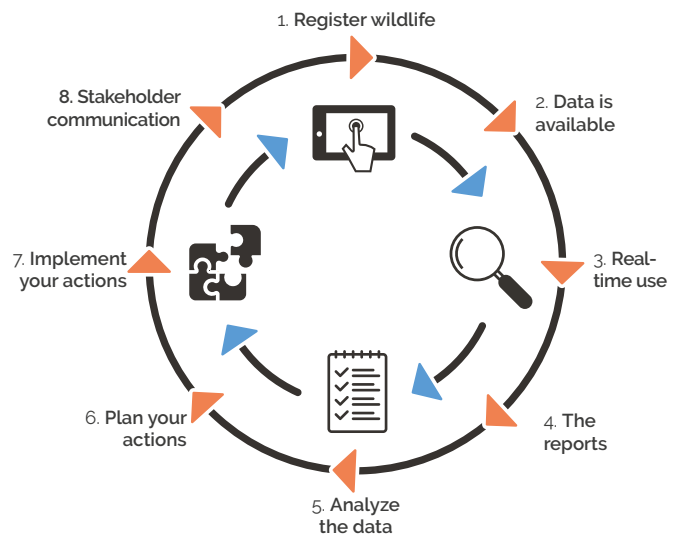 1. Register wildlife
2. Data is
available
3. Real-
time use
4. The
reports
5. Analyze
the data
6. Plan your
actions
7. Implement
your actions
8. Stakeholder
communication